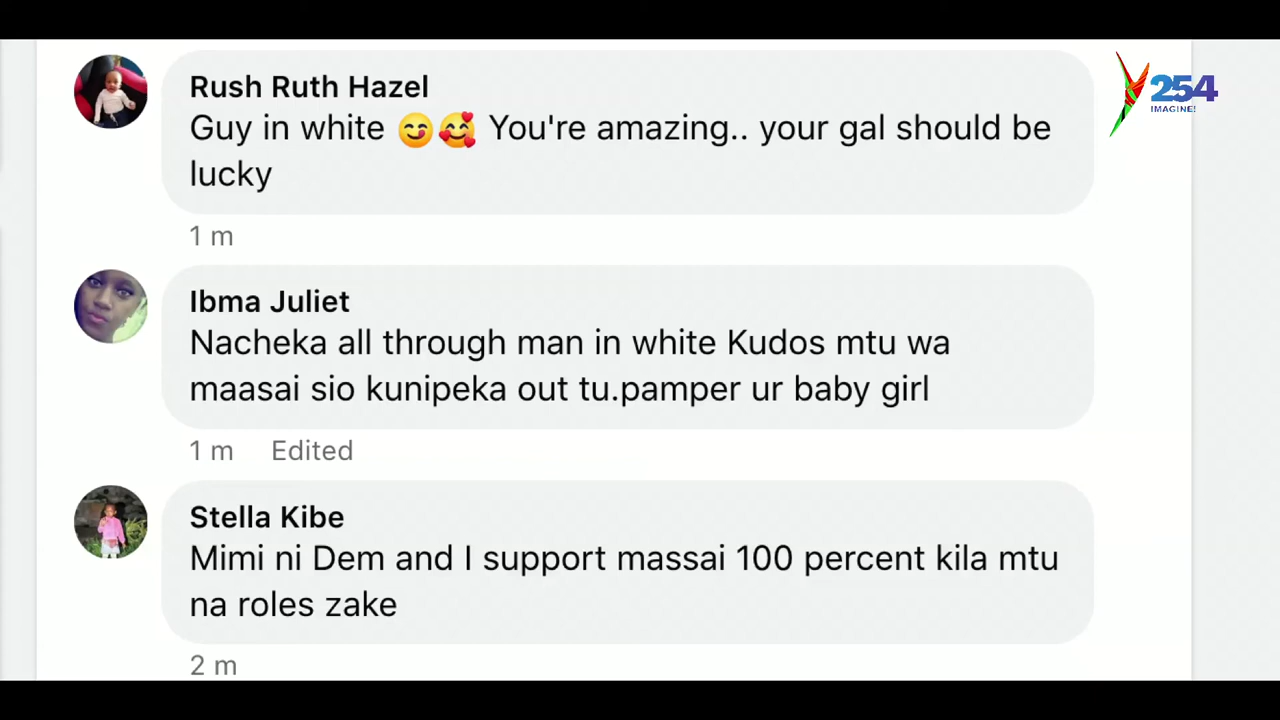 Rush Ruth Hazel
Guy in white 😋🥰 You're amazing.. your gal should be
lucky
1 m
Ibma Juliet
Nacheka all through man in white Kudos mtu wa
maasai sio kunipeka out tu.pamper ur baby girl
1 m Edited
Stella Kibe
Mimi ni Dem and I support massai 100 percent kila mtu
na roles zake
2 m
Y254
IMAGINE!